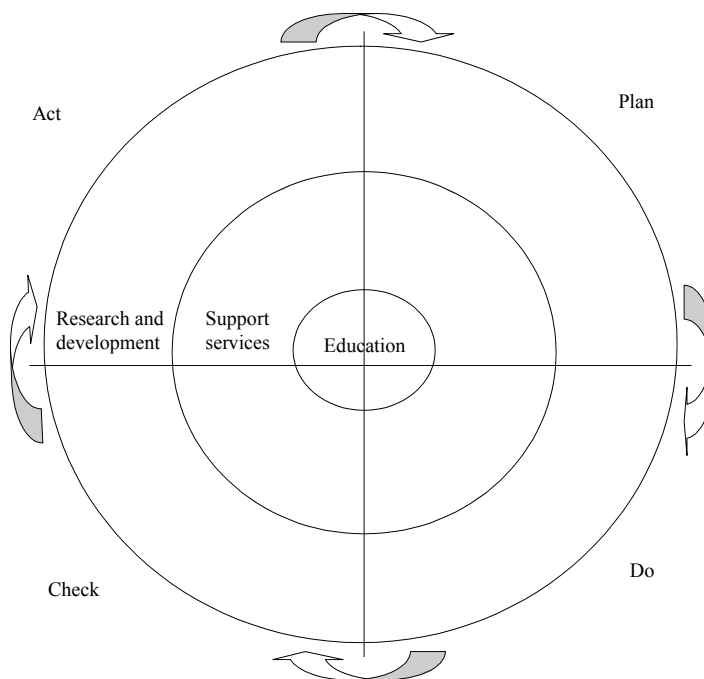 Act
Plan
Research and
development
Support
services
Education
Check
Do